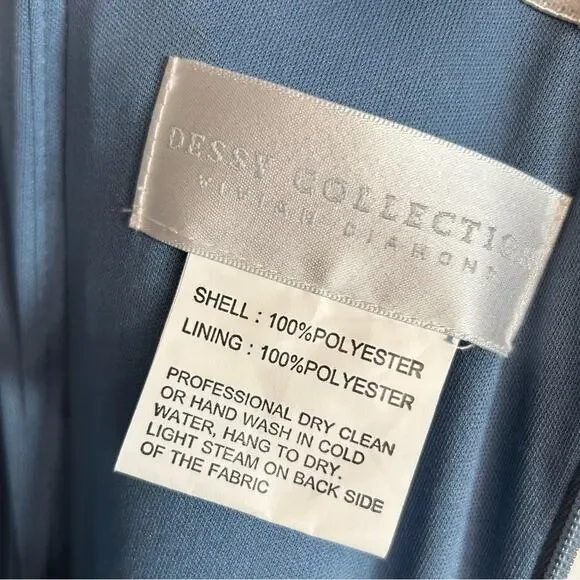 DESSY COLLECTION
VIVIAN DIAMOND
SHELL : 100%POLYESTER
LINING : 100%POLYESTER
PROFESSIONAL DRY CLEAN
OR HAND WASH IN COLD
WATER, HANG TO DRY.
LIGHT STEAM ON BACK SIDE
OF THE FABRIC